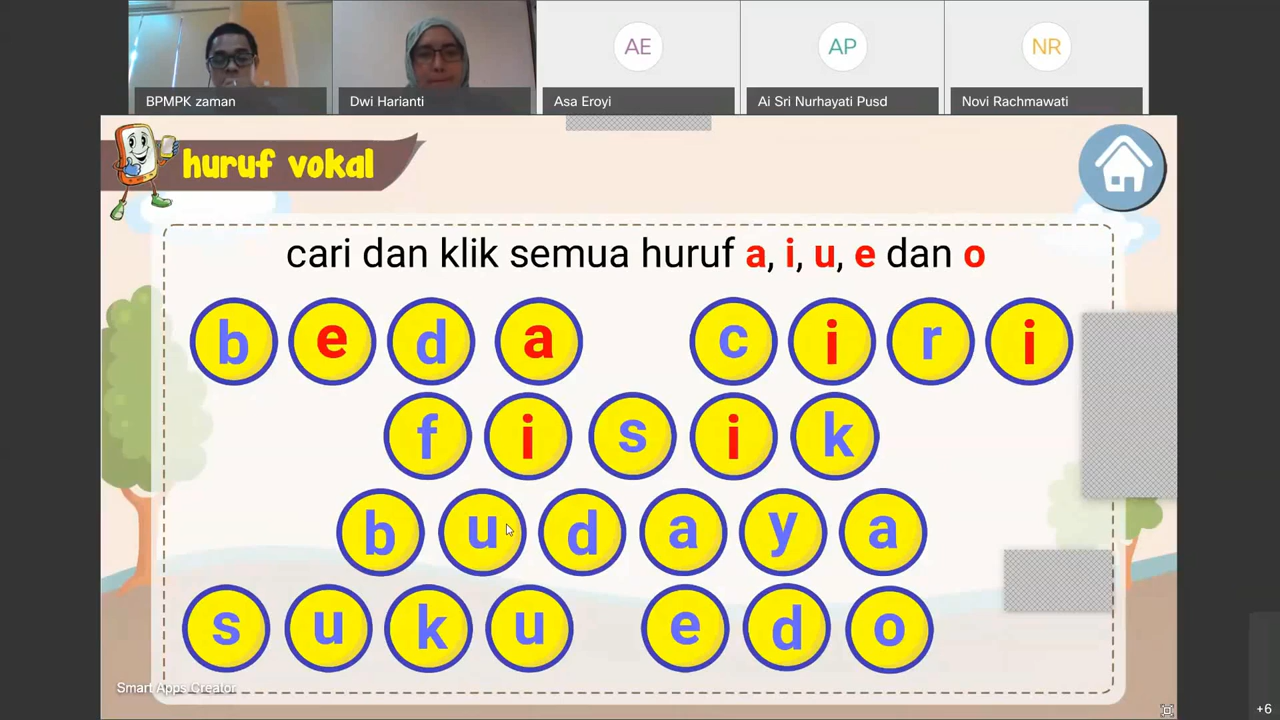 AE
AP
NR
BPMPK zaman
Dwi Harianti
Asa Eroyi
Ai Sri Nurhayati Pusd
Novi Rachmawati
huruf vokal
cari dan klik semua huruf a, i, u, e dan o
b e d a c i r i
f i s i k
b u d a y a
s u k u e d o
Smart Apps Creator
+6